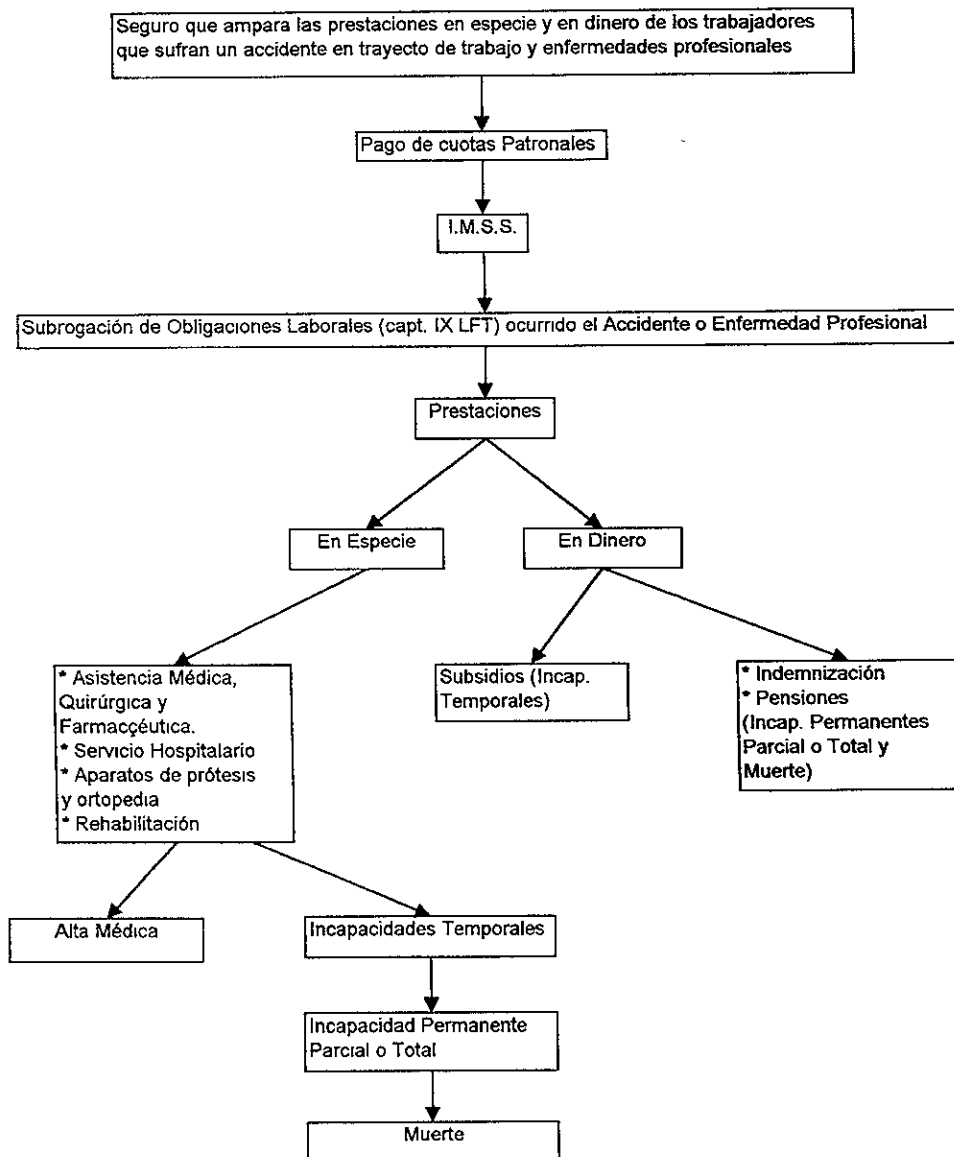 Seguro que ampara las prestaciones en especie y en dinero de los trabajadores
que sufran un accidente en trayecto de trabajo y enfermedades profesionales
Pago de cuotas Patronales
I.M.S.S.
Subrogación de Obligaciones Laborales (capt. IX LFT) ocurrido el Accidente o Enfermedad Profesional
Prestaciones
En Especie
En Dinero
* Asistencia Médica,
Quirúrgica y
Farmacçéutica.
* Servicio Hospitalario
* Aparatos de prótesis
y ortopedia
* Rehabilitación
Subsidios (Incap.
Temporales)
* Indemnización
* Pensiones
(Incap. Permanentes
Parcial o Total y
Muerte)
Alta Médica
Incapacidades Temporales
Incapacidad Permanente
Parcial o Total
Muerte